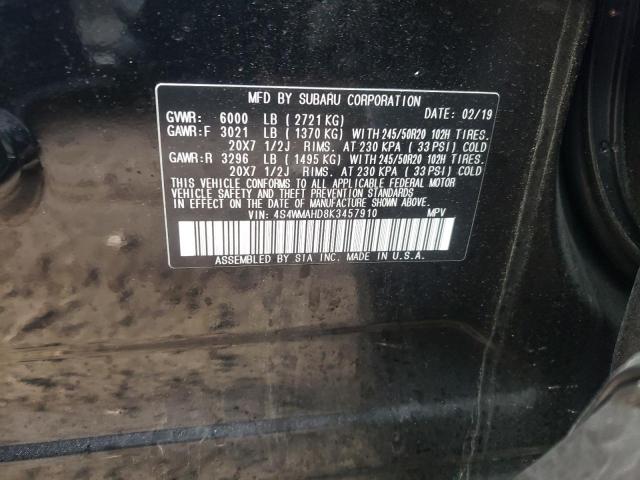 MFD BY SUBARU CORPORATION
GVWR: 6000 LB ( 2721 KG) DATE: 02/19
GAWR:F 3021 LB ( 1370 KG) WITH 245/50R20 102H TIRES.
20X7 1/2J RIMS. AT 230 KPA ( 33 PSI) COLD
GAWR:R 3296 LB ( 1495 KG) WITH 245/50R20 102H TIRES.
20X7 1/2J RIMS. AT 230 KPA ( 33 PSI) COLD
THIS VEHICLE CONFORMS TO ALL APPLICABLE FEDERAL MOTOR
VEHICLE SAFETY AND THEFT PREVENTION STANDARDS
IN EFFECT ON THE DATE OF MANUFACTURE SHOWN ABOVE.
VIN: 4S4WMAHD8K3457910 MPV
ASSEMBLED BY SIA INC. MADE IN U.S.A.